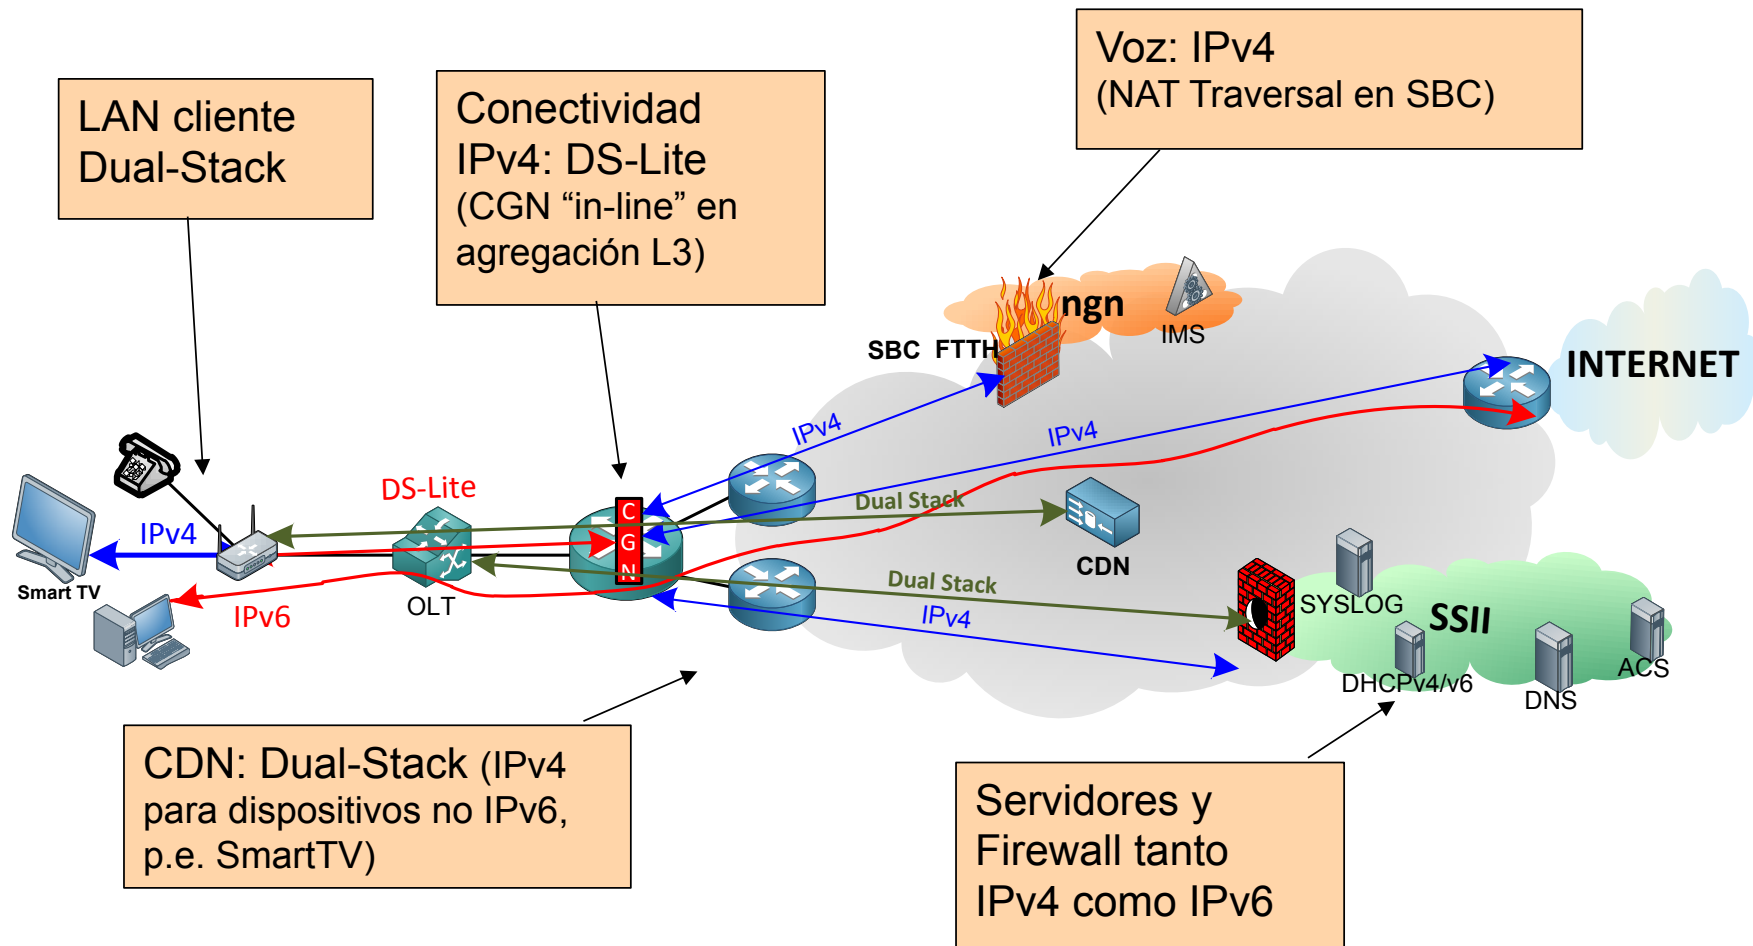 Voz: IPv4
(NAT Traversal en SBC)
LAN cliente
Dual-Stack
Conectividad
IPv4: DS-Lite
(CGN “in-line” en
agregación L3)
ngn
IMS
SBC FTTH
INTERNET
IPv4
IPv4
DS-Lite
Dual Stack
C
G
N
IPv4
CDN
Smart TV
OLT
IPv6
Dual Stack
IPv4
SYSLOG
SSII
DHCPv4/v6
DNS
ACS
CDN: Dual-Stack (IPv4
para dispositivos no IPv6,
p.e. SmartTV)
Servidores y
Firewall tanto
IPv4 como IPv6